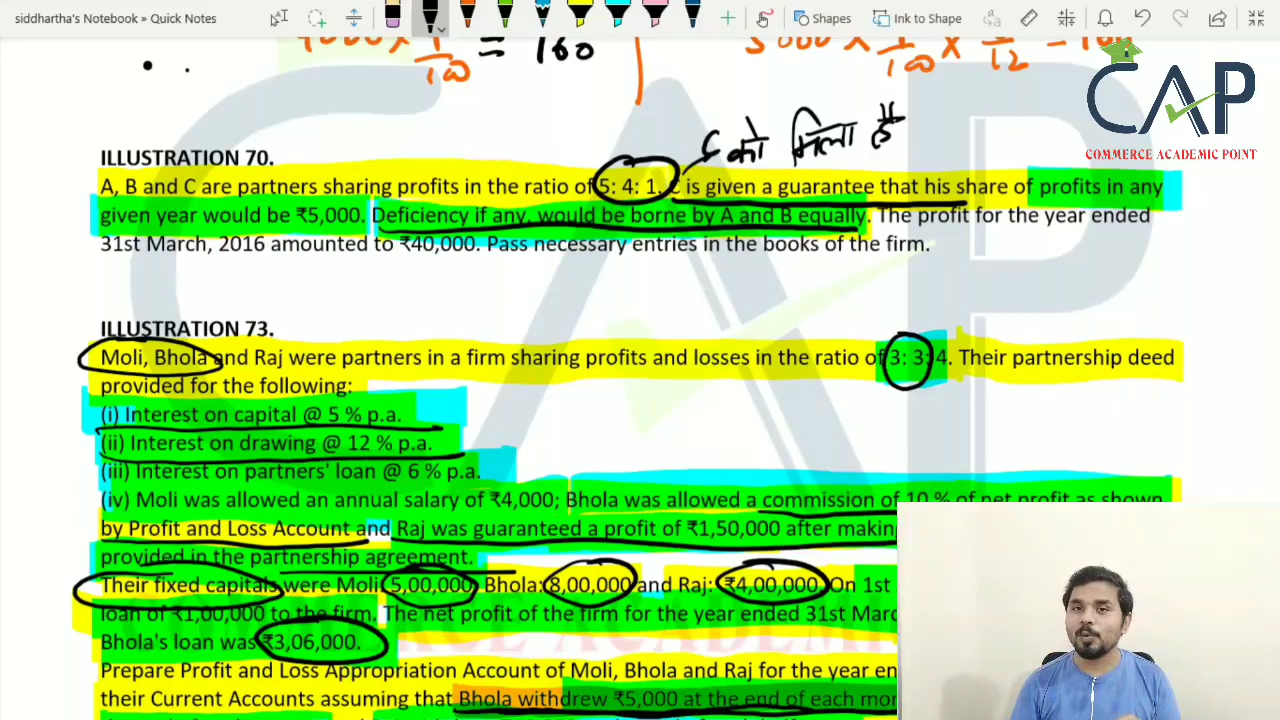 siddhartha's Notebook » Quick Notes
Shapes
Ink to Shape
= 160
CAP
COMMERCE ACADEMIC POINT
C को मिला है
ILLUSTRATION 70.
A, B and C are partners sharing profits in the ratio of 5: 4: 1. C is given a guarantee that his share of profits in any
given year would be ₹5,000. Deficiency if any, would be borne by A and B equally. The profit for the year ended
31st March, 2016 amounted to ₹40,000. Pass necessary entries in the books of the firm.
ILLUSTRATION 73.
Moli, Bhola and Raj were partners in a firm sharing profits and losses in the ratio of 3: 3: 4. Their partnership deed
provided for the following:
(i) Interest on capital @ 5 % p.a.
(ii) Interest on drawing @ 12 % p.a.
(iii) Interest on partners' loan @ 6 % p.a.
(iv) Moli was allowed an annual salary of ₹4,000; Bhola was allowed a commission of 10 % of net profit as shown
by Profit and Loss Account and Raj was guaranteed a profit of ₹1,50,000 after making
provided in the partnership agreement.
Their fixed capitals were Moli: 5,00,000 Bhola: 8,00,000 and Raj: ₹4,00,000. On 1st
loan of ₹1,00,000 to the firm. The net profit of the firm for the year ended 31st
Bhola's loan was ₹3,06,000.
Prepare Profit and Loss Appropriation Account of Moli, Bhola and Raj for the year
their Current Accounts assuming that Bhola withdrew ₹5,000 at the end of each